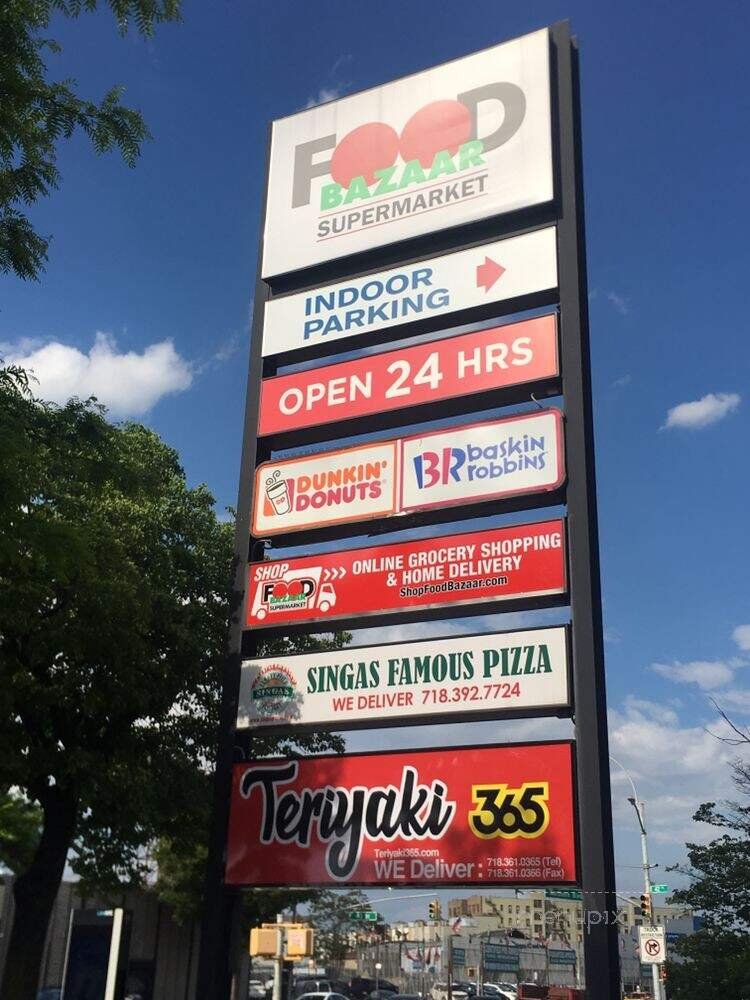 FOOD
BAZAAR
SUPERMARKET
INDOOR
PARKING
OPEN 24 HRS
DUNKIN'
DONUTS
DD
BR baskin
robbins
SHOP
FOOD
BAZAAR
SUPERMARKET
>>> ONLINE GROCERY SHOPPING
& HOME DELIVERY
ShopFoodBazaar.com
SINGAS
SINGAS FAMOUS PIZZA
WE DELIVER 718.392.7724
Teriyaki 365
Teriyaki365.com
WE Deliver : 718.361.0365 (Tel)
718.361.0366 (Fax)